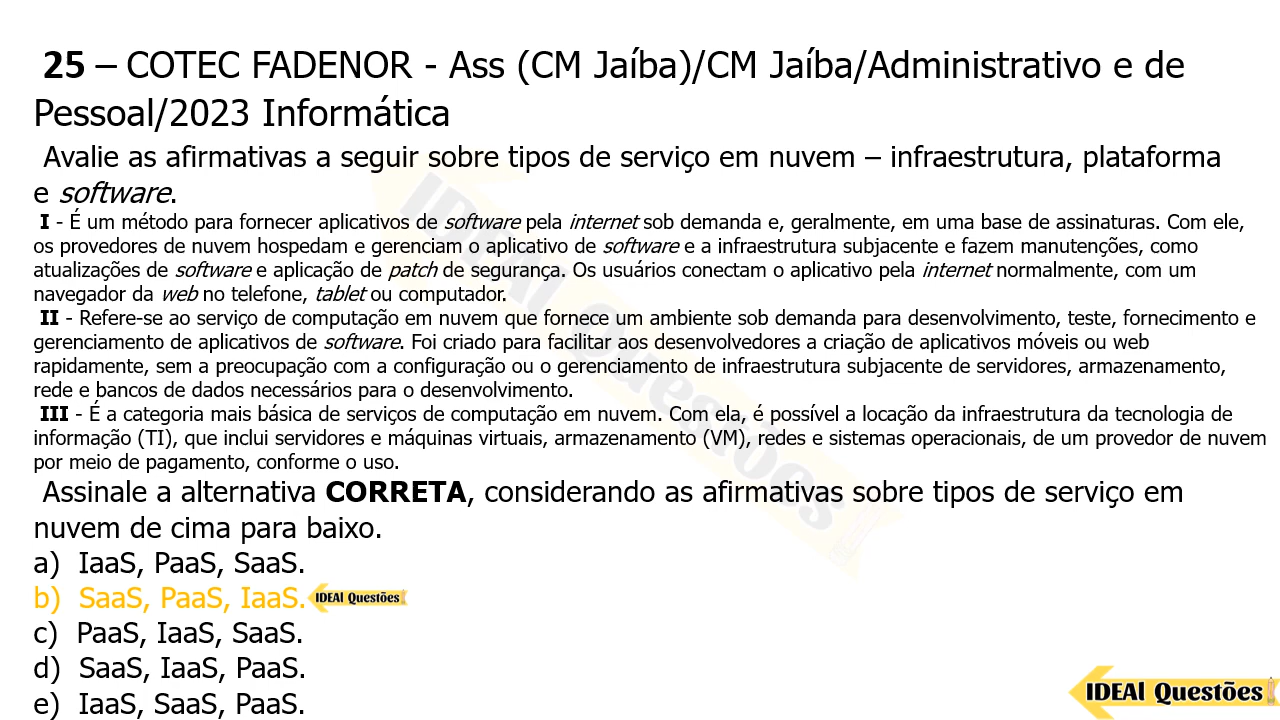 25 – COTEC FADENOR - Ass (CM Jaíba)/CM Jaíba/Administrativo e de
Pessoal/2023 Informática
Avalie as afirmativas a seguir sobre tipos de serviço em nuvem – infraestrutura, plataforma
e software.
I - É um método para fornecer aplicativos de software pela internet sob demanda e, geralmente, em uma base de assinaturas. Com ele,
os provedores de nuvem hospedam e gerenciam o aplicativo de software e a infraestrutura subjacente e fazem manutenções, como
atualizações de software e aplicação de patch de segurança. Os usuários conectam o aplicativo pela internet normalmente, com um
navegador da web no telefone, tablet ou computador.
II - Refere-se ao serviço de computação em nuvem que fornece um ambiente sob demanda para desenvolvimento, teste, fornecimento e
gerenciamento de aplicativos de software. Foi criado para facilitar aos desenvolvedores a criação de aplicativos móveis ou web
rapidamente, sem a preocupação com a configuração ou o gerenciamento de infraestrutura subjacente de servidores, armazenamento,
rede e bancos de dados necessários para o desenvolvimento.
III - É a categoria mais básica de serviços de computação em nuvem. Com ela, é possível a locação da infraestrutura da tecnologia de
informação (TI), que inclui servidores e máquinas virtuais, armazenamento (VM), redes e sistemas operacionais, de um provedor de nuvem
por meio de pagamento, conforme o uso.
Assinale a alternativa CORRETA, considerando as afirmativas sobre tipos de serviço em
nuvem de cima para baixo.
a) IaaS, PaaS, SaaS.
b) SaaS, PaaS, IaaS. IDEAl Questões
c) PaaS, IaaS, SaaS.
d) SaaS, IaaS, PaaS.
e) IaaS, SaaS, PaaS.
IDEAl Questões
IDEAl Questões